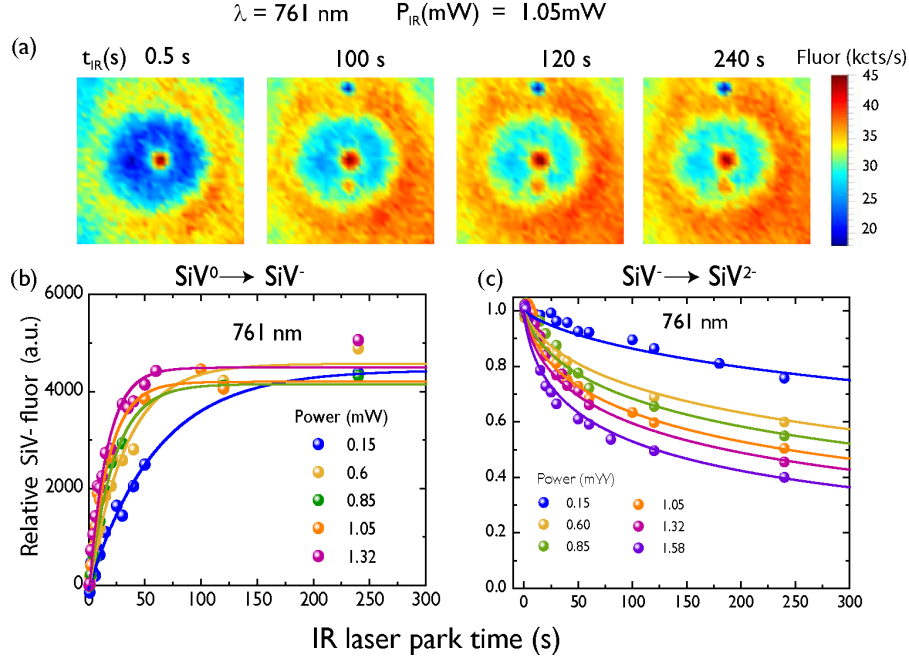 λ = 761 nm P_IR(mW) = 1.05mW
(a)
t_IR(s) 0.5 s 100 s 120 s 240 s Fluor (kcts/s)
45
40
35
30
25
20
(b) SiV⁰⟶ SiV⁻
(c) SiV⁻⟶ SiV²⁻
Relative SiV- fluor (a.u.)
6000
4000
2000
0
761 nm
Power (mW)
0.15
0.6
0.85
1.05
1.32
0 50 100 150 200 250 300
1.0
0.8
0.6
0.4
0.2
0.0
761 nm
Power (mW)
0.15 1.05
0.60 1.32
0.85 1.58
0 50 100 150 200 250 300
IR laser park time (s)